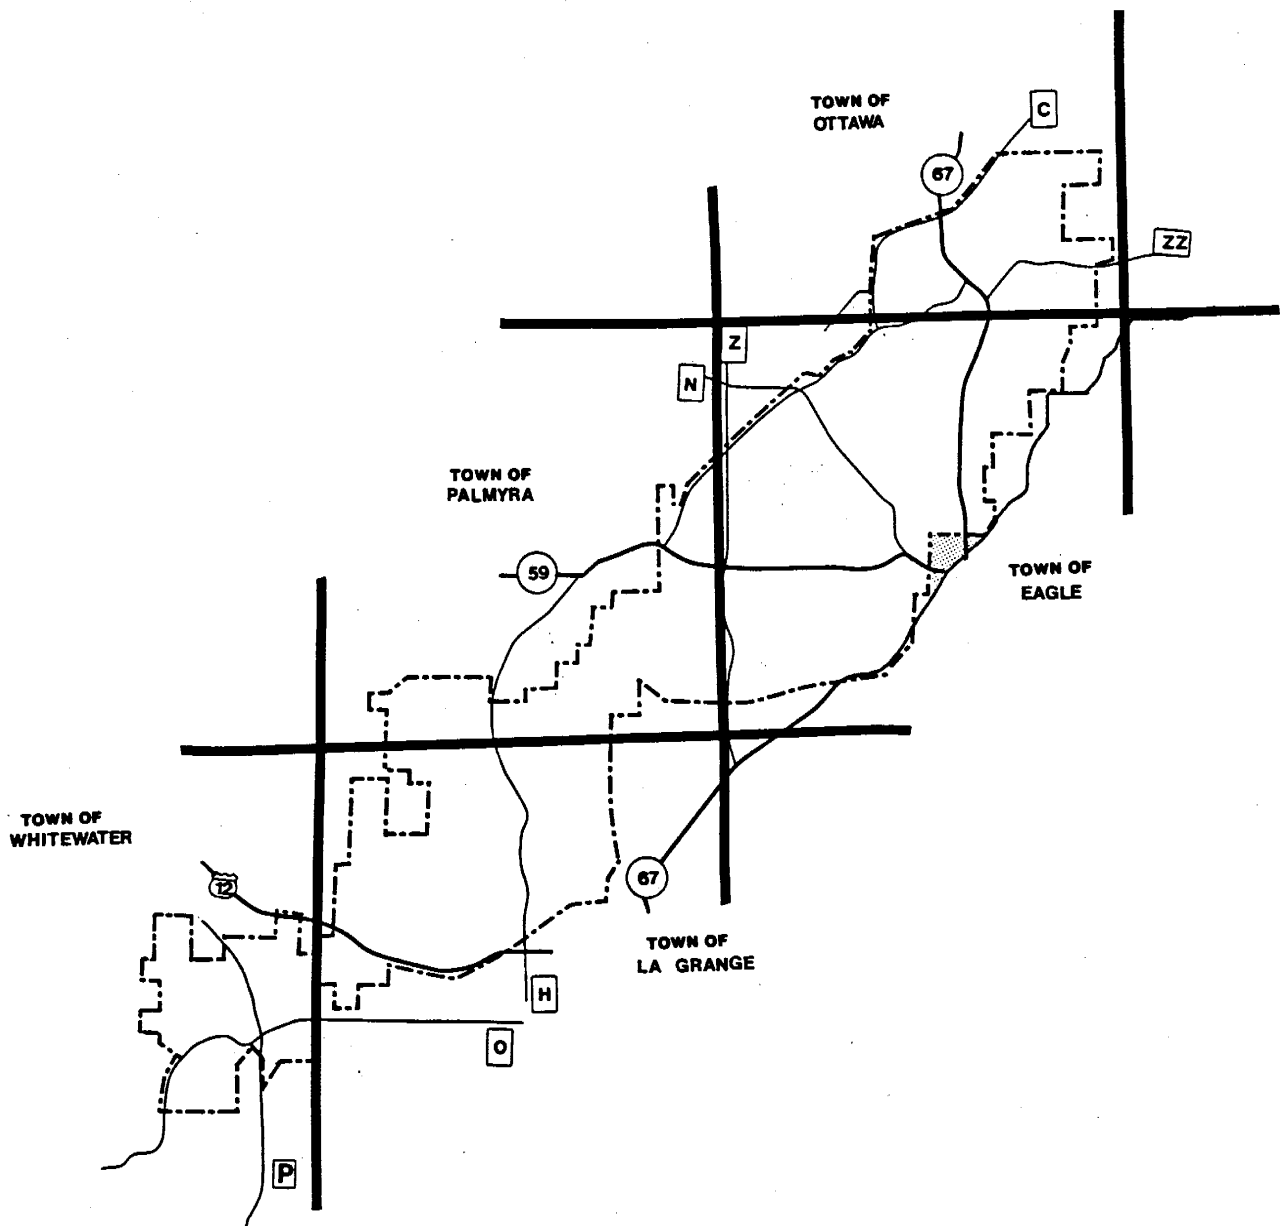 TOWN OF
OTTAWA
C
67
ZZ
Z
N
TOWN OF
PALMYRA
59
TOWN OF
EAGLE
TOWN OF
WHITEWATER
12
67
TOWN OF
LA GRANGE
H
O
P